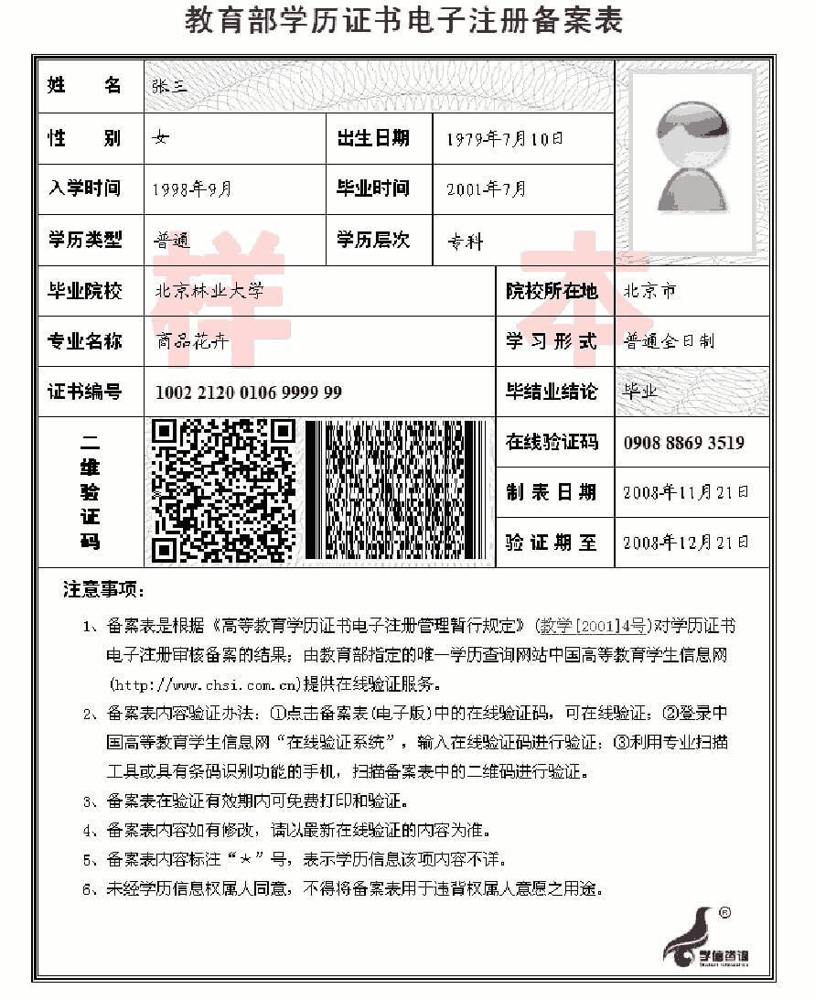 教育部学历证书电子注册备案表
姓 名 张三
性 别 女 出生日期 1979年7月10日
入学时间 1998年9月 毕业时间 2001年7月
学历类型 普通 学历层次 专科
样 本
毕业院校 北京林业大学 院校所在地 北京市
专业名称 商品花卉 学习形式 普通全日制
证书编号 1002 2120 0106 9999 99 毕结业结论 毕业
二维验证码 在线验证码 0908 8869 3519
制表日期 2008年11月21日
验证期至 2008年12月21日
注意事项：
1、备案表是根据《高等教育学历证书电子注册管理暂行规定》(教学[2001]4号)对学历证书
电子注册审核备案的结果；由教育部指定的唯一学历查询网站中国高等教育学生信息网
(http://www.chsi.com.cn)提供在线验证服务。
2、备案表内容验证办法：①点击备案表(电子版)中的在线验证码，可在线验证；②登录中
国高等教育学生信息网“在线验证系统”，输入在线验证码进行验证；③利用专业扫描
工具或具有条码识别功能的手机，扫描备案表中的二维码进行验证。
3、备案表在验证有效期内可免费打印和验证。
4、备案表内容如有修改，请以最新在线验证的内容为准。
5、备案表内容标注“★”号，表示学历信息该项内容不详。
6、未经学历信息权属人同意，不得将备案表用于违背权属人意愿之用途。
®
学信咨询